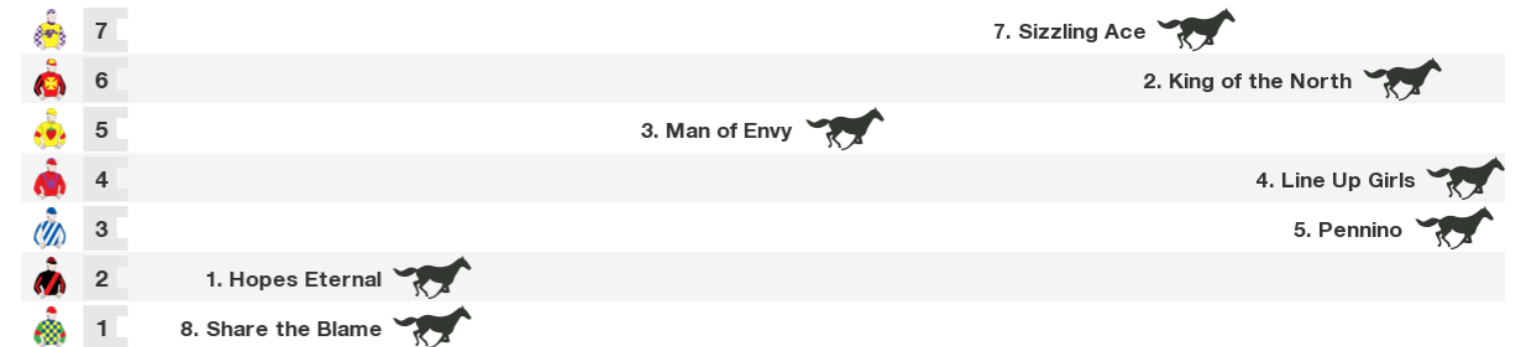 7 7. Sizzling Ace
6 2. King of the North
5 3. Man of Envy
4 4. Line Up Girls
3 5. Pennino
2 1. Hopes Eternal
1 8. Share the Blame